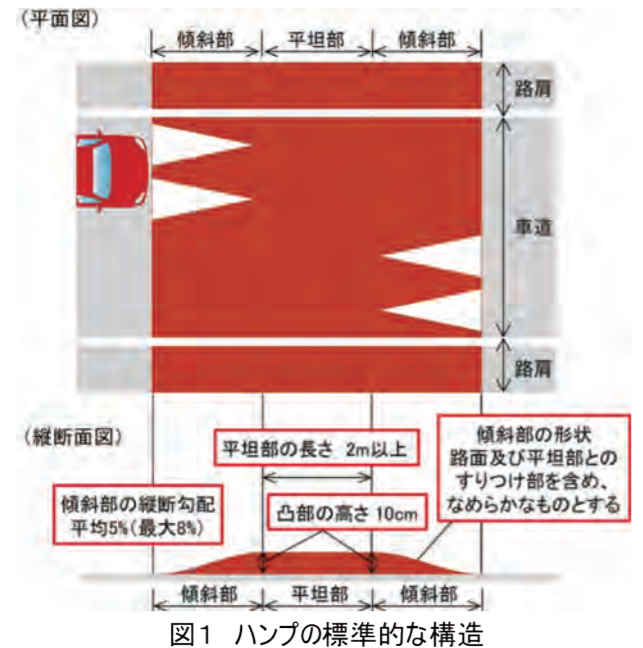 (平面図)
傾斜部 平坦部 傾斜部
路肩
車道
路肩
(縦断面図)
平坦部の長さ 2m以上
傾斜部の形状
路面及び平坦部との
すりつけ部を含め、
なめらかなものとする
傾斜部の縦断勾配
平均5%(最大8%)
凸部の高さ 10cm
傾斜部 平坦部 傾斜部
図1 ハンプの標準的な構造